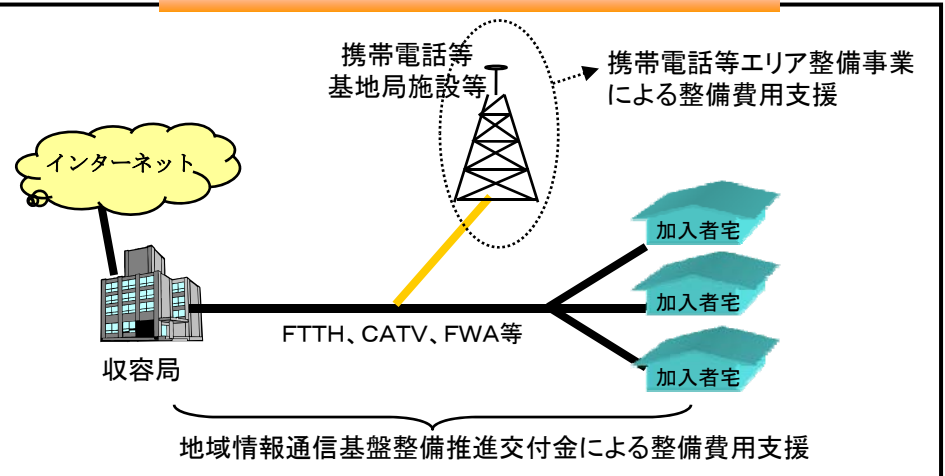 携帯電話等
基地局施設等
携帯電話等エリア整備事業
による整備費用支援
インターネット
加入者宅
加入者宅
加入者宅
FTTH、CATV、FWA等
収容局
地域情報通信基盤整備推進交付金による整備費用支援